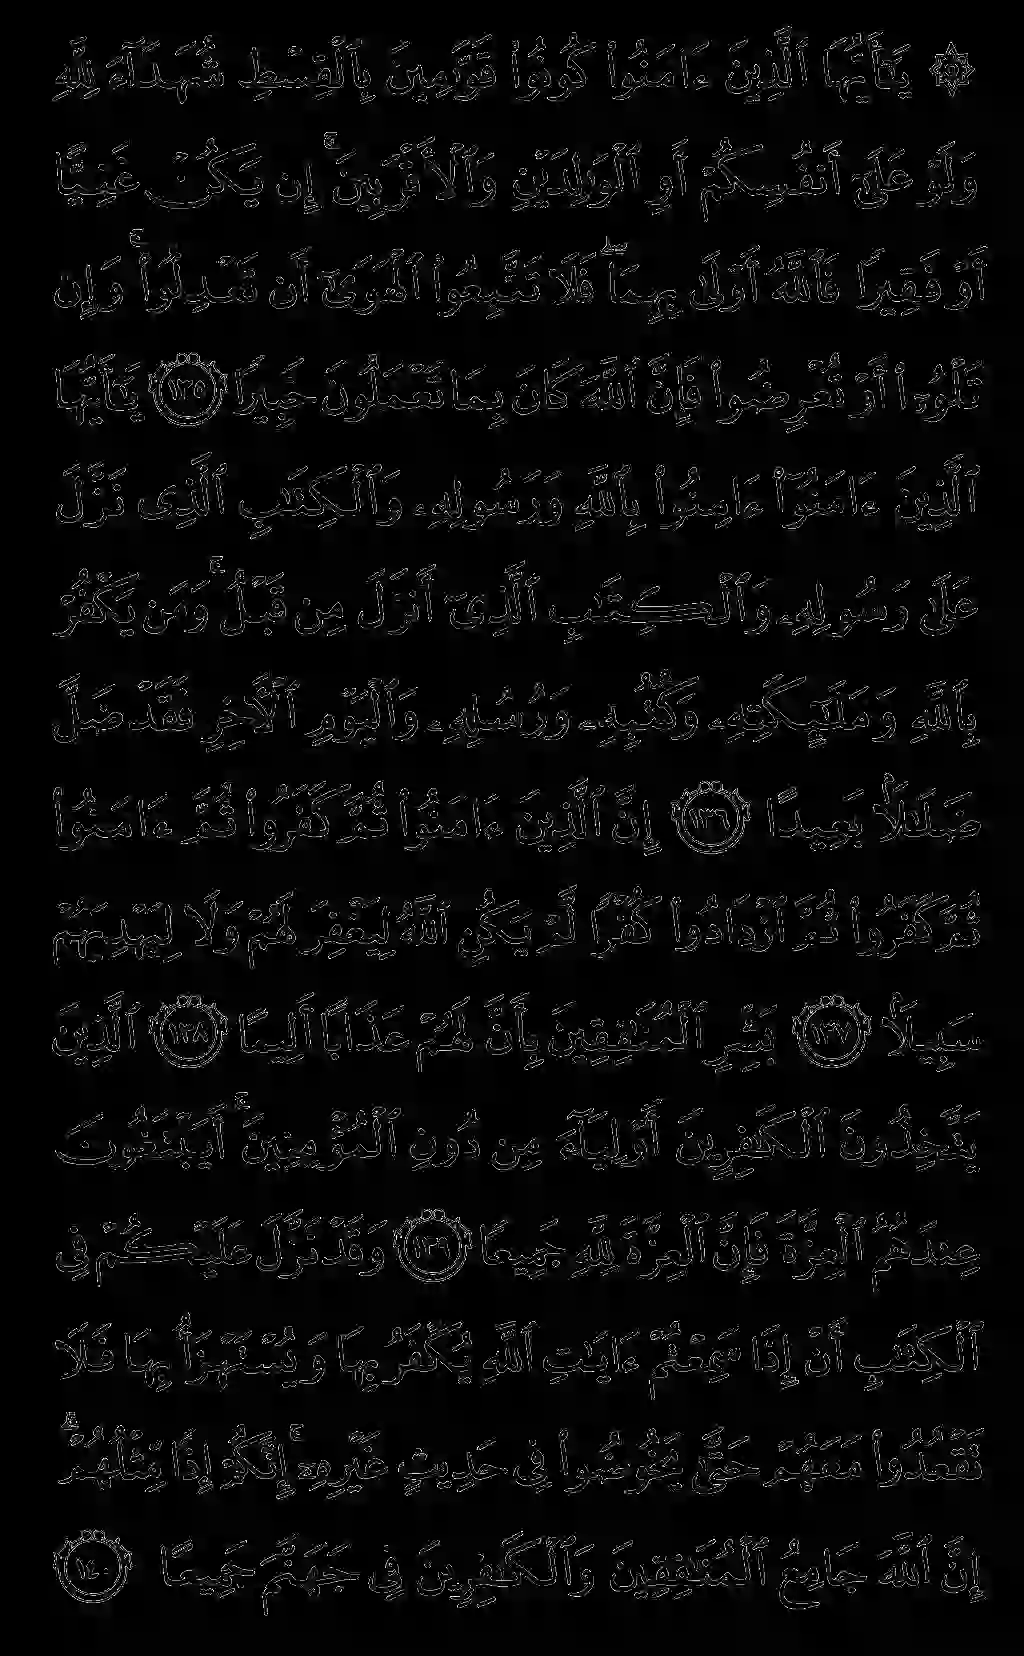 ۞ يَٰٓأَيُّهَا ٱلَّذِينَ ءَامَنُوا۟ كُونُوا۟ قَوَّٰمِينَ بِٱلْقِسْطِ شُهَدَآءَ لِلَّهِ
وَلَوْ عَلَىٰٓ أَنفُسِكُمْ أَوِ ٱلْوَٰلِدَيْنِ وَٱلْأَقْرَبِينَ ۚ إِن يَكُنْ غَنِيًّا
أَوْ فَقِيرًا فَٱللَّهُ أَوْلَىٰ بِهِمَا ۖ فَلَا تَتَّبِعُوا۟ ٱلْهَوَىٰٓ أَن تَعْدِلُوا۟ ۚ وَإِن
تَلْوُۥٓا۟ أَوْ تُعْرِضُوا۟ فَإِنَّ ٱللَّهَ كَانَ بِمَا تَعْمَلُونَ خَبِيرًا ١٣٥ يَٰٓأَيُّهَا
ٱلَّذِينَ ءَامَنُوٓا۟ ءَامِنُوا۟ بِٱللَّهِ وَرَسُولِهِۦ وَٱلْكِتَٰبِ ٱلَّذِى نَزَّلَ
عَلَىٰ رَسُولِهِۦ وَٱلْكِتَٰبِ ٱلَّذِىٓ أَنزَلَ مِن قَبْلُ ۚ وَمَن يَكْفُرْ
بِٱللَّهِ وَمَلَٰٓئِكَتِهِۦ وَكُتُبِهِۦ وَرُسُلِهِۦ وَٱلْيَوْمِ ٱلْءَاخِرِ فَقَدْ ضَلَّ
ضَلَٰلًۢا بَعِيدًا ١٣٦ إِنَّ ٱلَّذِينَ ءَامَنُوا۟ ثُمَّ كَفَرُوا۟ ثُمَّ ءَامَنُوا۟
ثُمَّ كَفَرُوا۟ ثُمَّ ٱزْدَادُوا۟ كُفْرًا لَّمْ يَكُنِ ٱللَّهُ لِيَغْفِرَ لَهُمْ وَلَا لِيَهْدِيَهُمْ
سَبِيلًۢا ١٣٧ بَشِّرِ ٱلْمُنَٰفِقِينَ بِأَنَّ لَهُمْ عَذَابًا أَلِيمًا ١٣٨ ٱلَّذِينَ
يَتَّخِذُونَ ٱلْكَٰفِرِينَ أَوْلِيَآءَ مِن دُونِ ٱلْمُؤْمِنِينَ ۚ أَيَبْتَغُونَ
عِندَهُمُ ٱلْعِزَّةَ فَإِنَّ ٱلْعِزَّةَ لِلَّهِ جَمِيعًا ١٣٩ وَقَدْ نَزَّلَ عَلَيْكُمْ فِى
ٱلْكِتَٰبِ أَنْ إِذَا سَمِعْتُمْ ءَايَٰتِ ٱللَّهِ يُكْفَرُ بِهَا وَيُسْتَهْزَأُ بِهَا فَلَا
تَقْعُدُوا۟ مَعَهُمْ حَتَّىٰ يَخُوضُوا۟ فِى حَدِيثٍ غَيْرِهِۦٓ ۚ إِنَّكُمْ إِذًا مِّثْلُهُمْ ۗ
إِنَّ ٱللَّهَ جَامِعُ ٱلْمُنَٰفِقِينَ وَٱلْكَٰفِرِينَ فِى جَهَنَّمَ جَمِيعًا ١٤٠